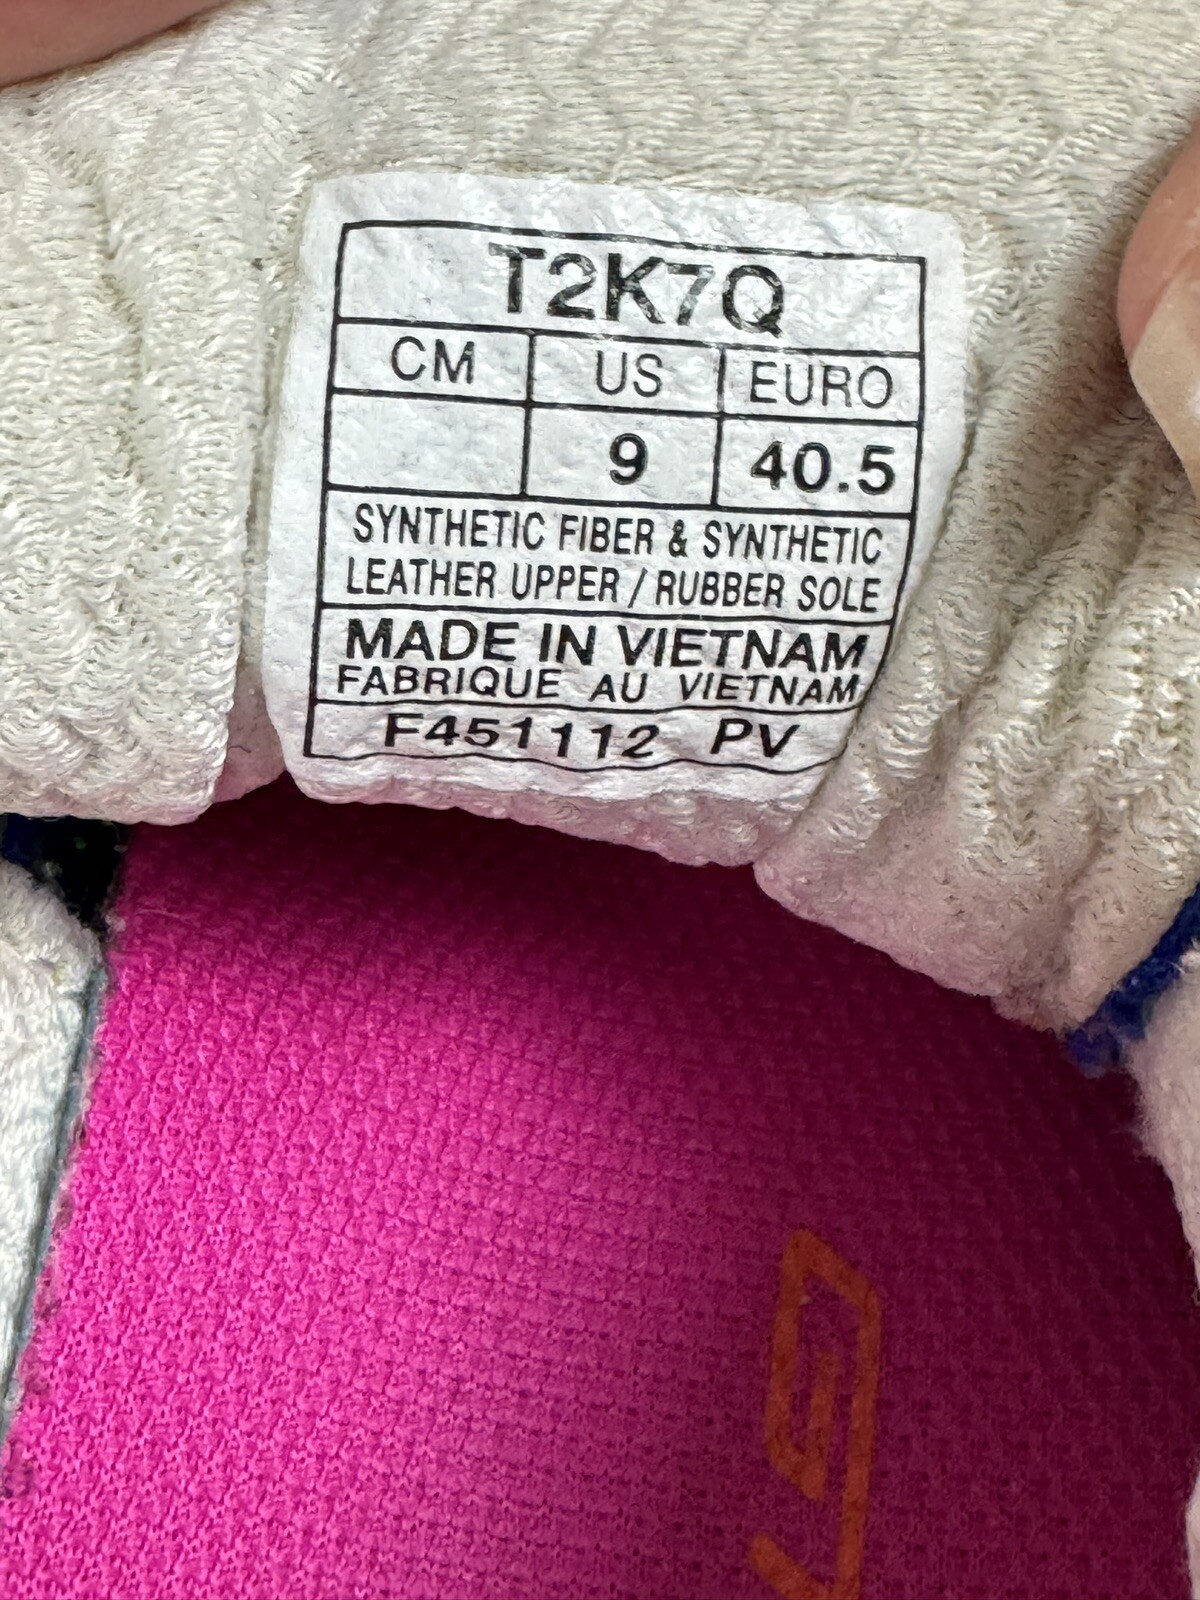 T2K7Q
CM US EURO
9 40.5
SYNTHETIC FIBER & SYNTHETIC
LEATHER UPPER / RUBBER SOLE
MADE IN VIETNAM
FABRIQUE AU VIETNAM
F451112 PV